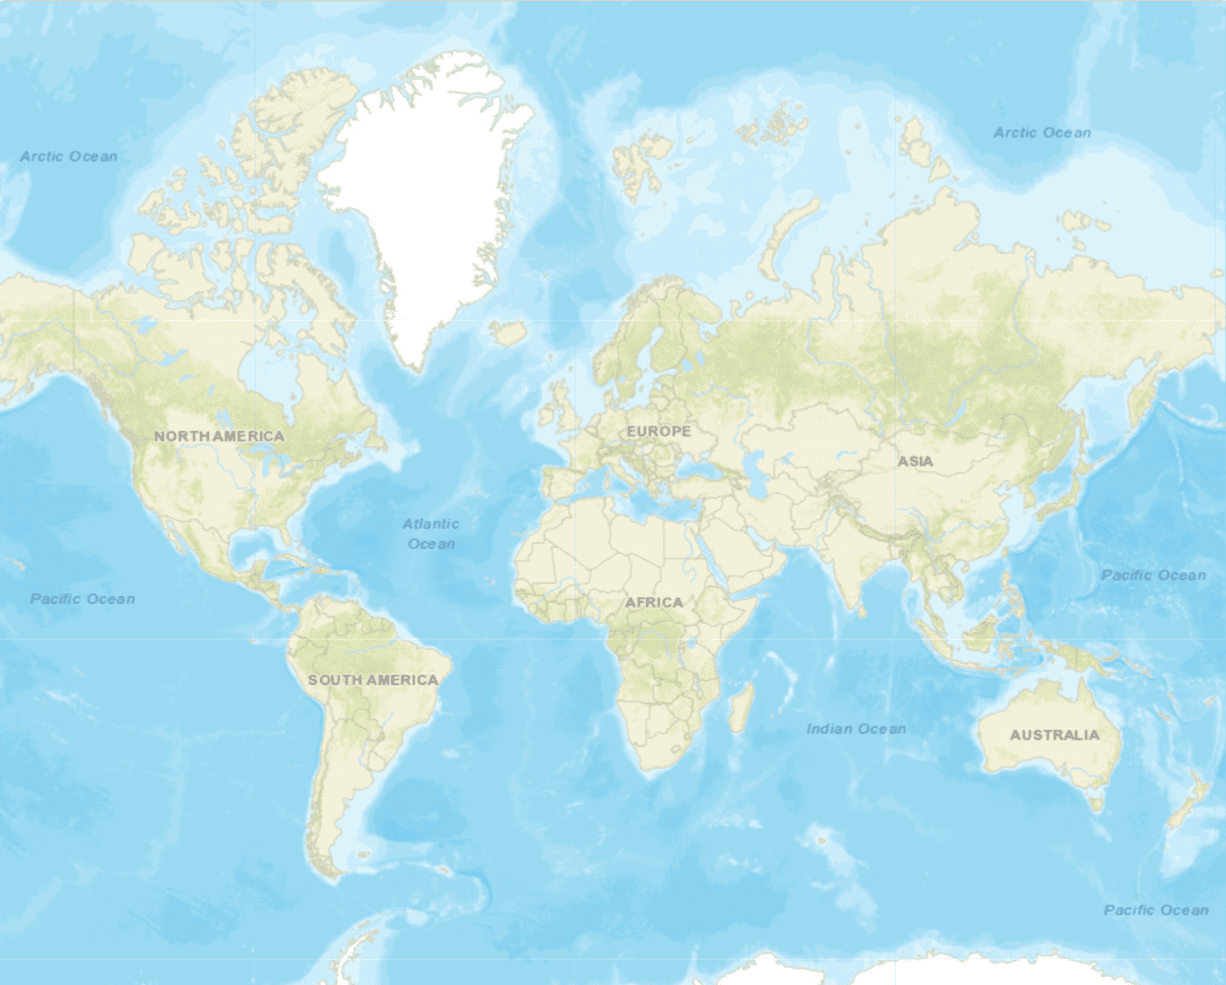 Arctic Ocean
Arctic Ocean
NORTH AMERICA
EUROPE
ASIA
Atlantic
Ocean
Pacific Ocean
Pacific Ocean
AFRICA
SOUTH AMERICA
Indian Ocean
AUSTRALIA
Pacific Ocean